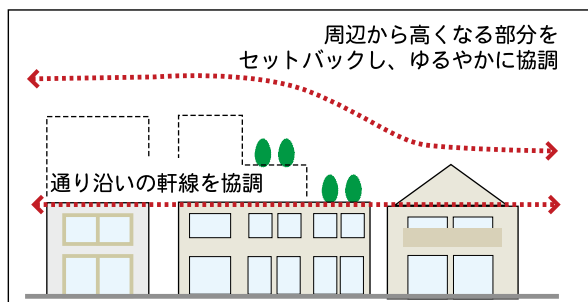 周辺から高くなる部分を
セットバックし、ゆるやかに協調
通り沿いの軒線を協調